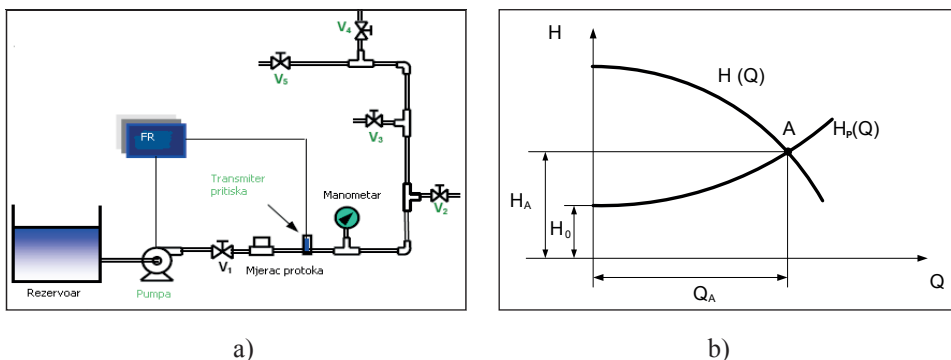 V4
V5
FR
V3
Transmiter
pritiska
Manometar
V2
V1
Mjerac protoka
Rezervoar
Pumpa
a)
H
H (Q)
A
HP(Q)
HA
H0
QA
Q
b)